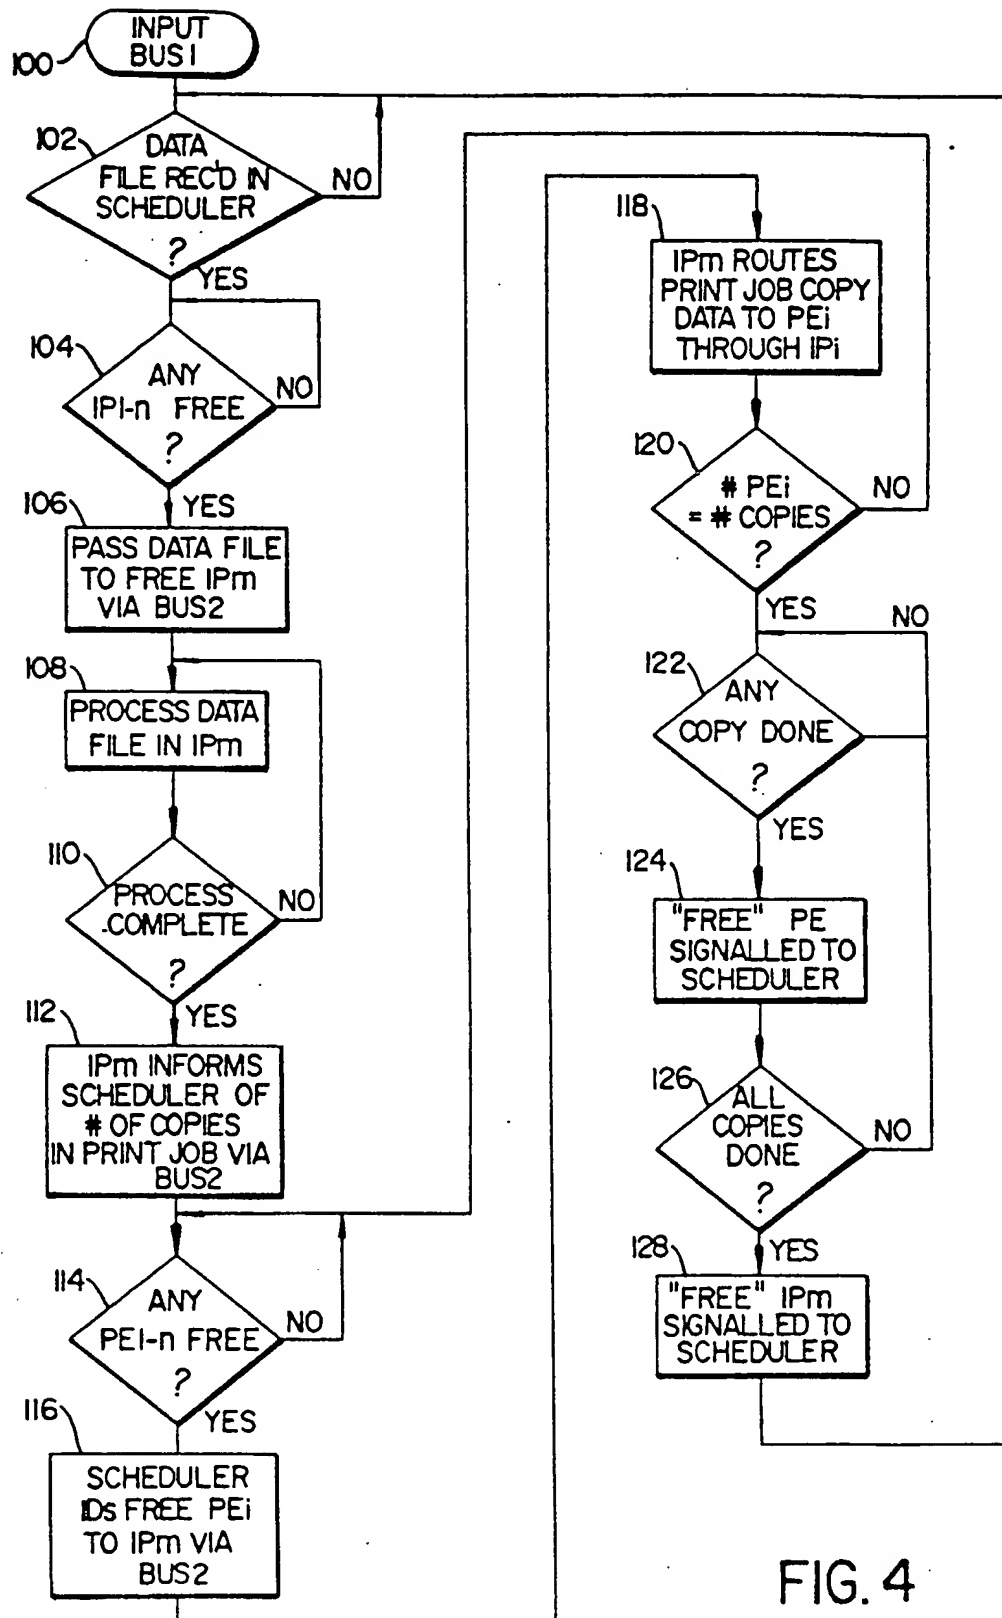 INPUT
BUS1
100
102
DATA
FILE REC'D IN
SCHEDULER
?
NO
YES
104
ANY
IP1-n FREE
?
NO
YES
106
PASS DATA FILE
TO FREE IPm
VIA BUS2
108
PROCESS DATA
FILE IN IPm
110
PROCESS
COMPLETE
?
NO
YES
112
IPm INFORMS
SCHEDULER OF
# OF COPIES
IN PRINT JOB VIA
BUS2
114
ANY
PE1-n FREE
?
NO
YES
116
SCHEDULER
IDs FREE PEi
TO IPm VIA
BUS2
118
IPm ROUTES
PRINT JOB COPY
DATA TO PEi
THROUGH IPi
120
# PEi
= # COPIES
?
NO
YES
NO
122
ANY
COPY DONE
?
YES
124
"FREE" PE
SIGNALLED TO
SCHEDULER
126
ALL
COPIES
DONE
?
NO
YES
128
"FREE" IPm
SIGNALLED TO
SCHEDULER
FIG. 4